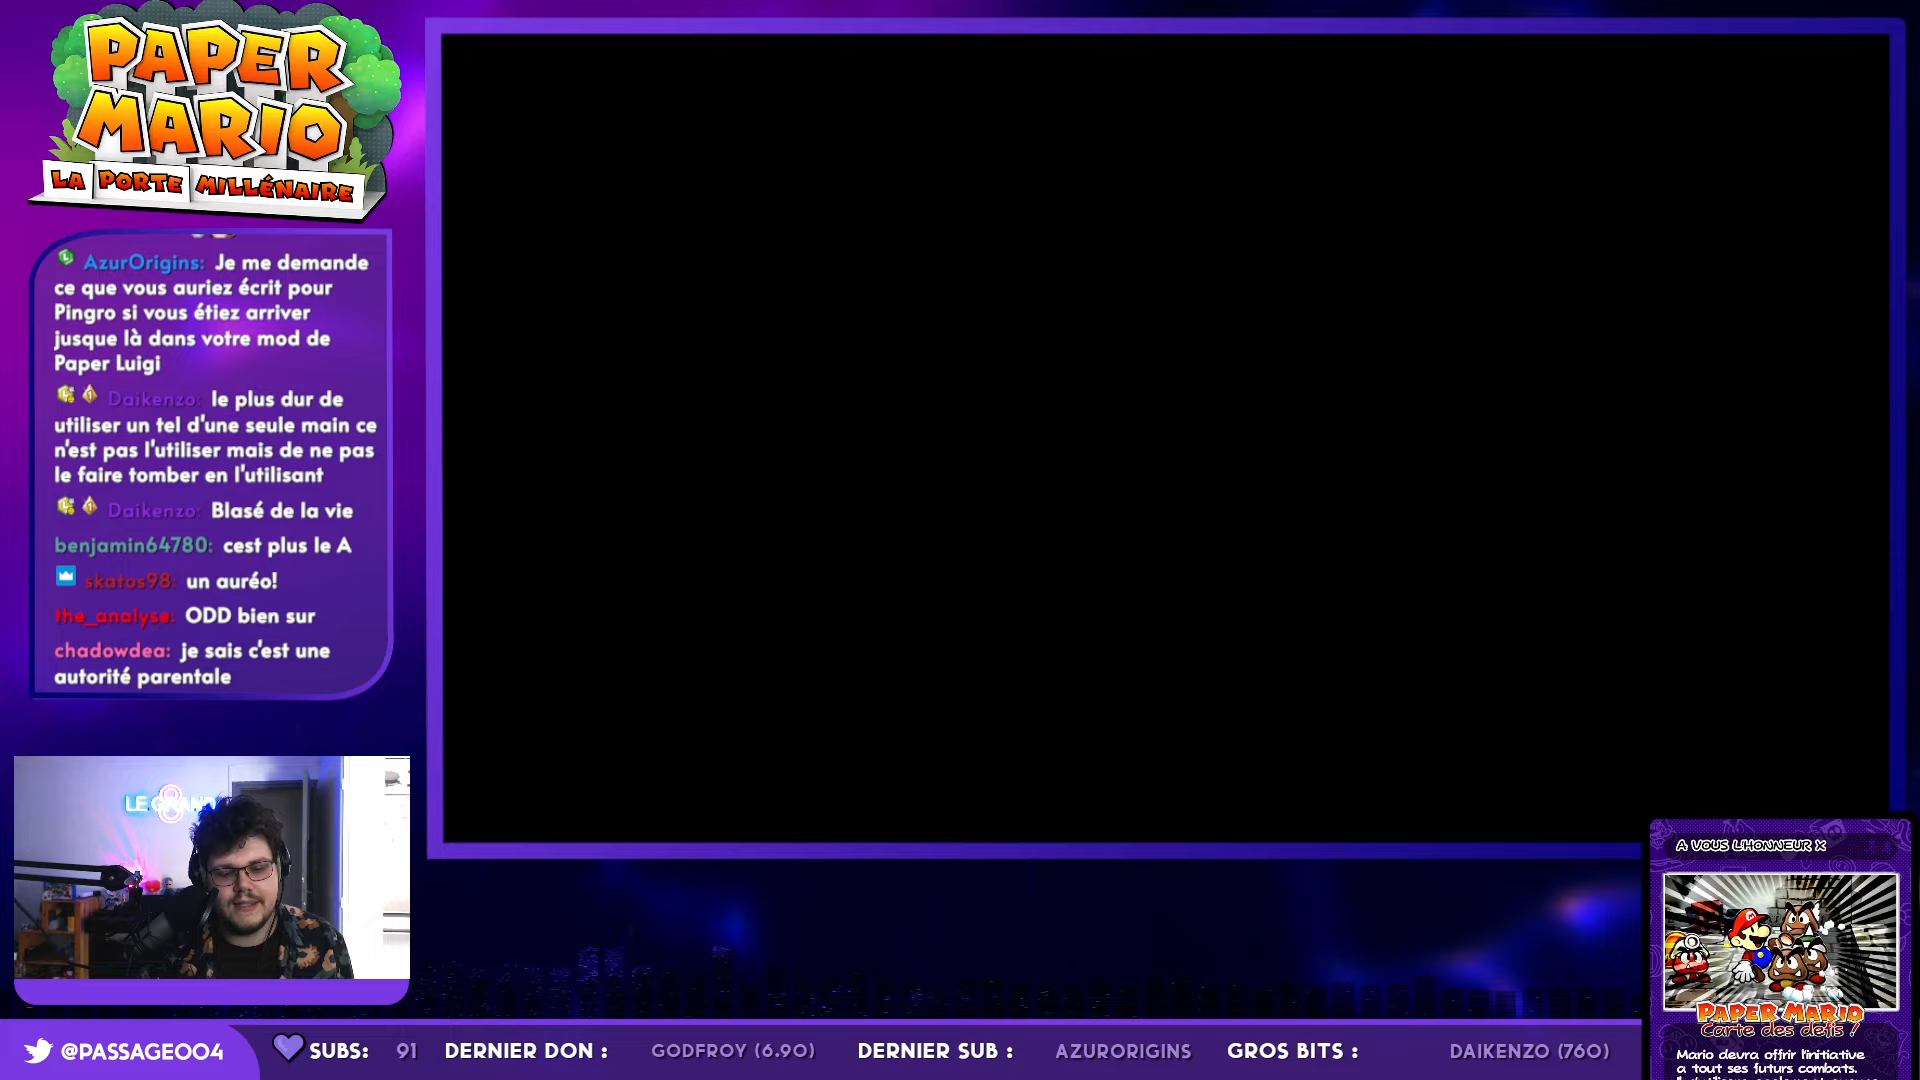 PAPER
MARIO
LA PORTE MILLÉNAIRE
AzurOrigins: Je me demande
ce que vous auriez écrit pour
Pingro si vous étiez arriver
jusque là dans votre mod de
Paper Luigi
Daikenzo: le plus dur de
utiliser un tel d'une seule main ce
n'est pas l'utiliser mais de ne pas
le faire tomber en l'utilisant
Daikenzo: Blasé de la vie
benjamin64780: cest plus le A
skatos98: un auréo!
the_analyse: ODD bien sur
chadowdea: je sais c'est une
autorité parentale
LE GRAND
8
A VOUS L'HONNEUR X
PAPER MARIO
Carte des défis !
Mario devra offrir l'initiative
a tout ses futurs combats.
@PASSAGE004
SUBS: 91 DERNIER DON : GODFROY (6.90) DERNIER SUB : AZURORIGINS GROS BITS : DAIKENZO (760)